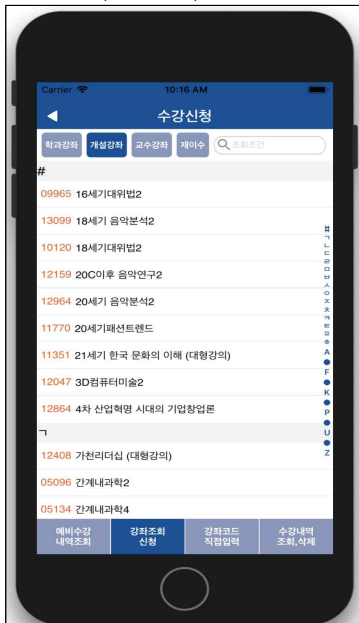 Carrier 10:16 AM
수강신청
학과강좌 개설강좌 교수강좌 재이수 조회조건
#
09965 16세기대위법2
13099 18세기 음악분석2
10120 18세기대위법2
12159 20C이후 음악연구2
12964 20세기 음악분석2
11770 20세기패션트렌드
11351 21세기 한국 문화의 이해 (대형강의)
12047 3D컴퓨터미술2
12864 4차 산업혁명 시대의 기업창업론
ㄱ
12408 가천리더십 (대형강의)
05096 간계내과학2
05134 간계내과학4
#
ㄱ
ㄴ
ㄷ
ㄹ
ㅁ
ㅂ
ㅅ
ㅇ
ㅈ
ㅊ
ㅋ
ㅌ
ㅍ
ㅎ
A
F
K
P
U
Z
예비수강 내역조회
강좌조회 신청
강좌코드 직접입력
수강내역 조회,삭제